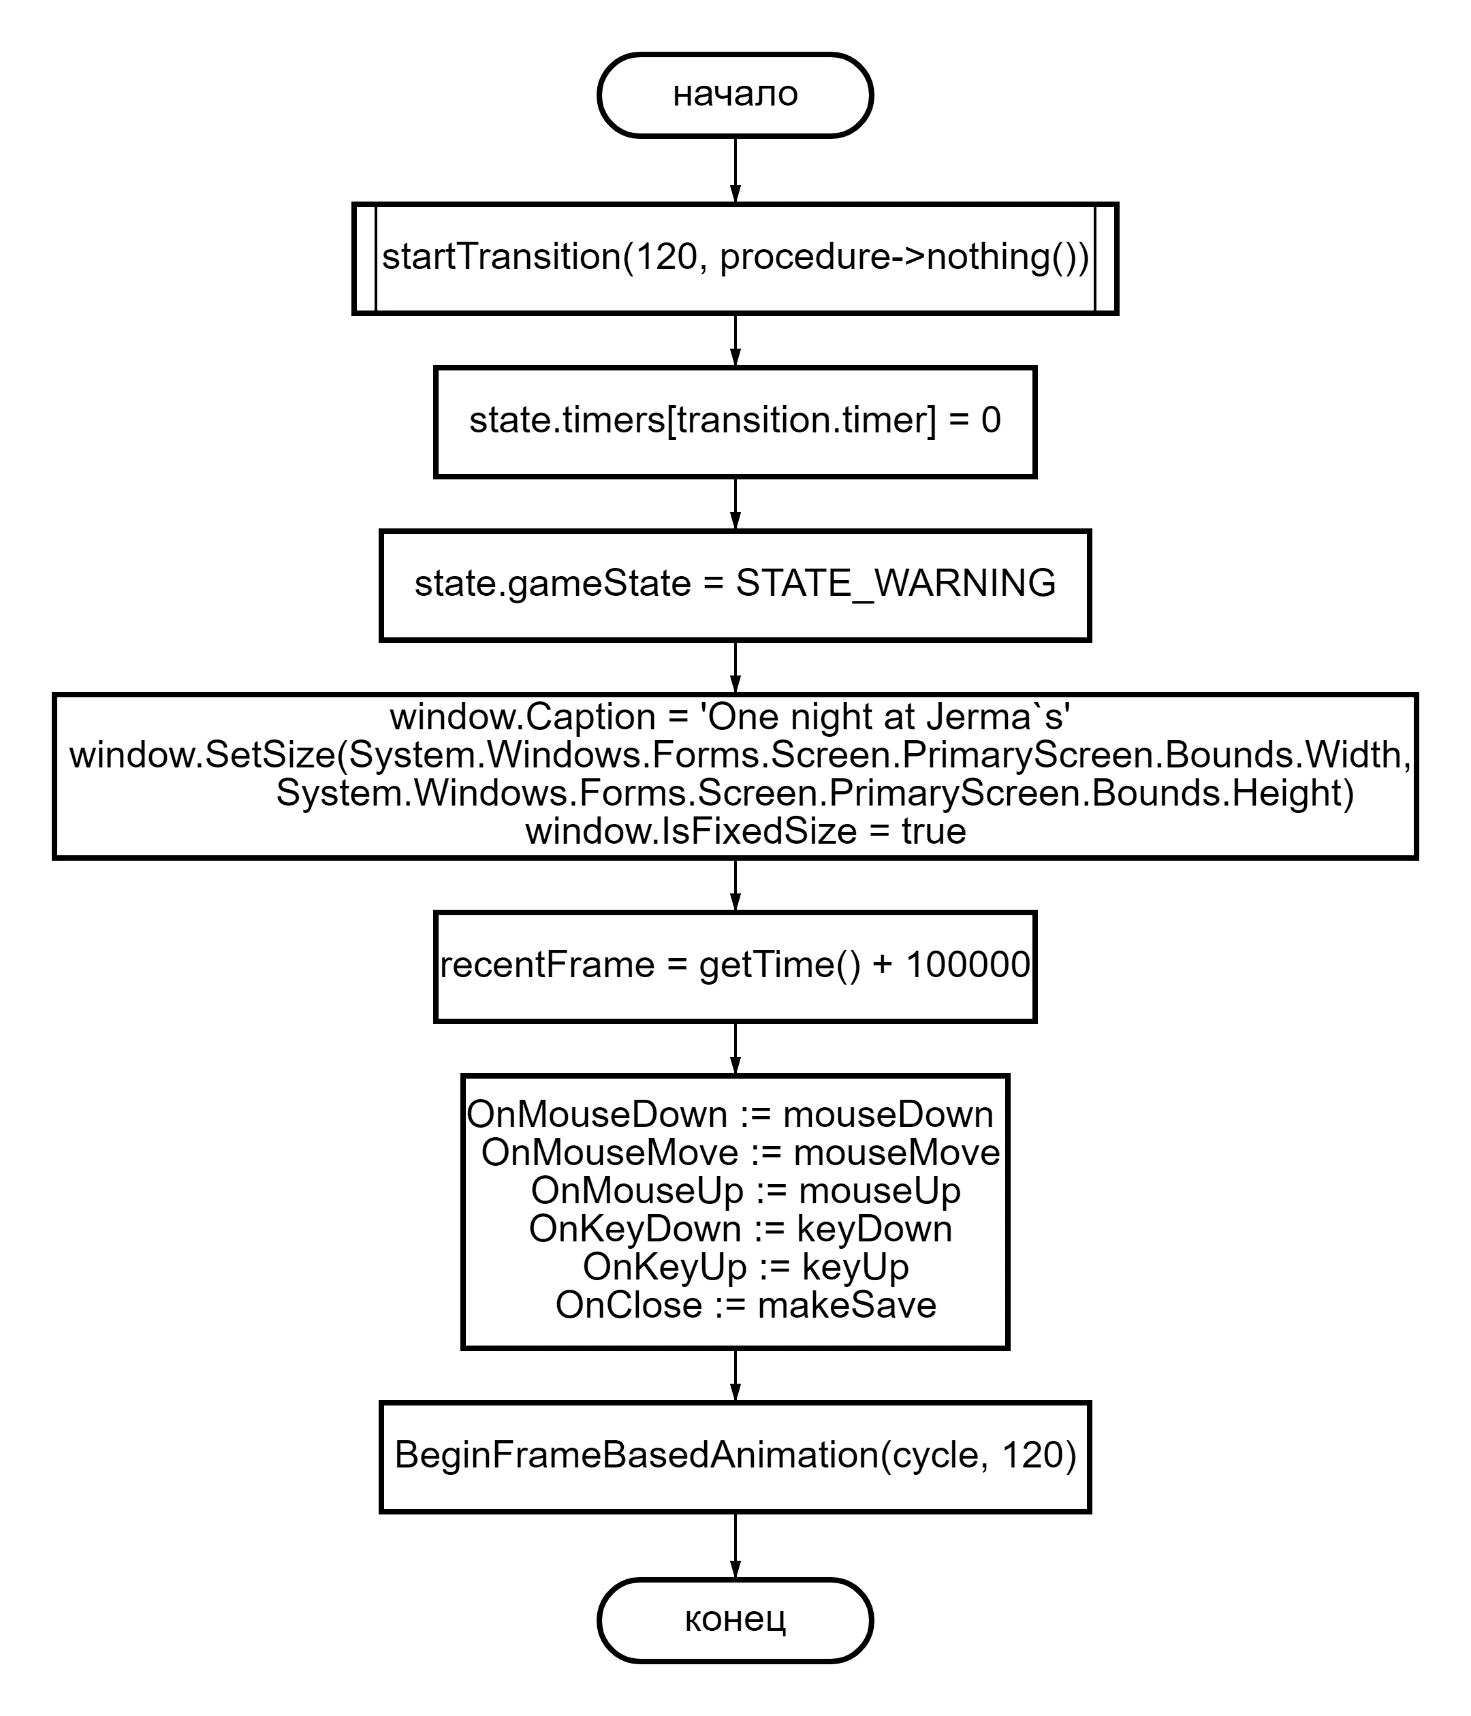 начало
startTransition(120, procedure->nothing())
state.timers[transition.timer] = 0
state.gameState = STATE_WARNING
window.Caption = 'One night at Jerma`s'
window.SetSize(System.Windows.Forms.Screen.PrimaryScreen.Bounds.Width,
System.Windows.Forms.Screen.PrimaryScreen.Bounds.Height)
window.IsFixedSize = true
recentFrame = getTime() + 100000
OnMouseDown := mouseDown
OnMouseMove := mouseMove
OnMouseUp := mouseUp
OnKeyDown := keyDown
OnKeyUp := keyUp
OnClose := makeSave
BeginFrameBasedAnimation(cycle, 120)
конец